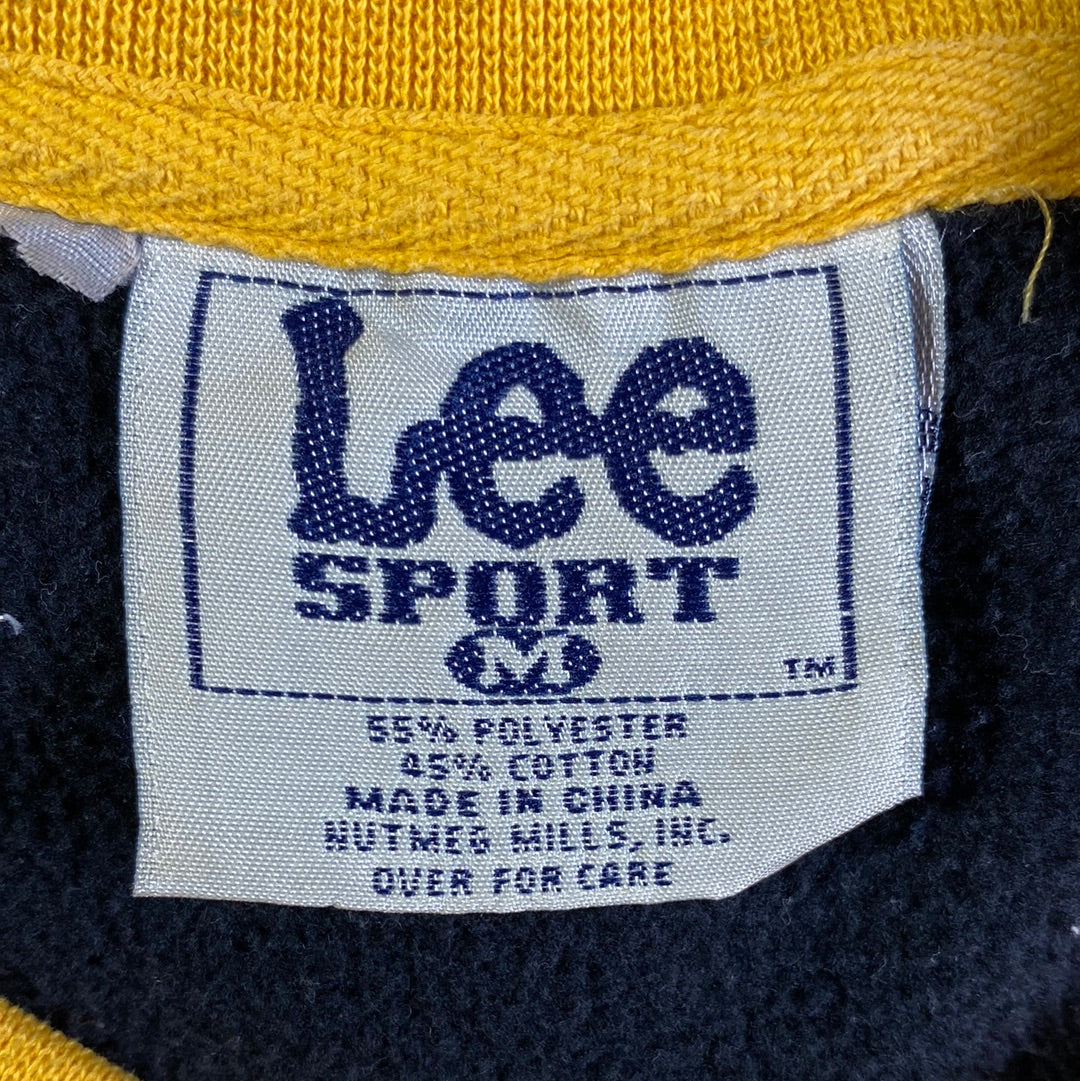 Lee
SPORT
M
TM
55% POLYESTER
45% COTTON
MADE IN CHINA
NUTMEG MILLS, INC.
OVER FOR CARE